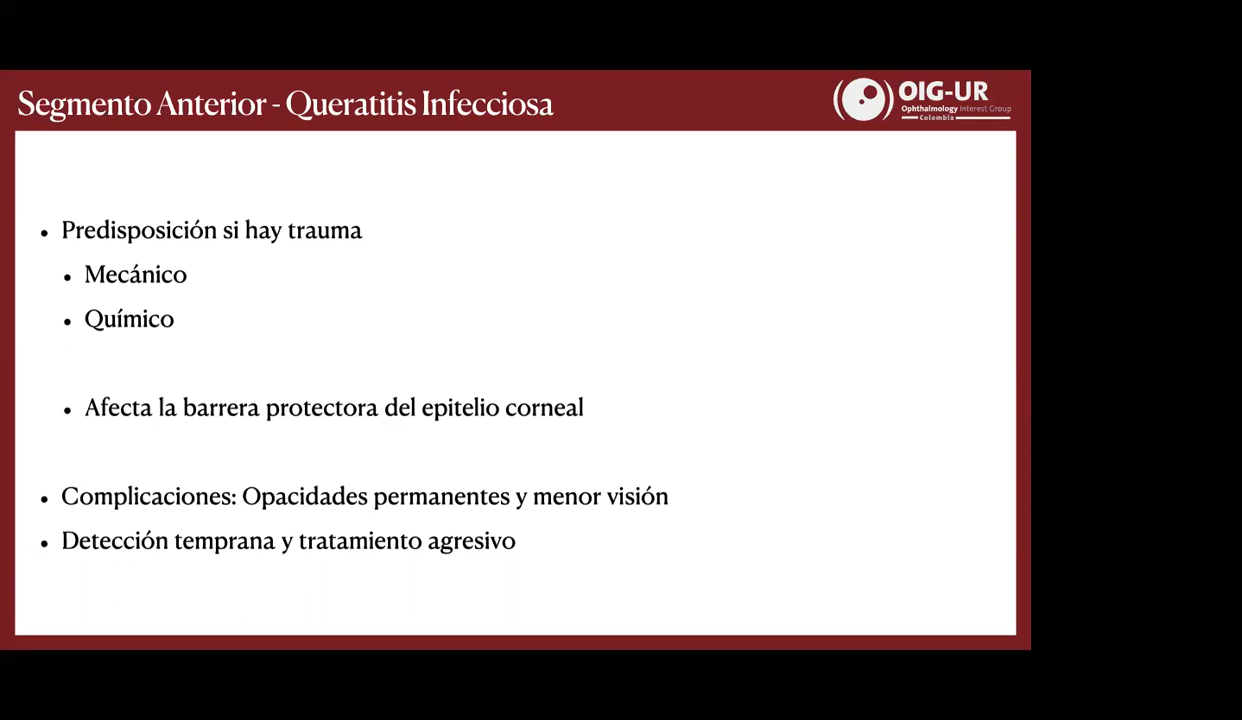 Segmento Anterior - Queratitis Infecciosa
OIG-UR
Ophthalmology Interest Group
Colombia
• Predisposición si hay trauma
• Mecánico
• Químico
• Afecta la barrera protectora del epitelio corneal
• Complicaciones: Opacidades permanentes y menor visión
• Detección temprana y tratamiento agresivo